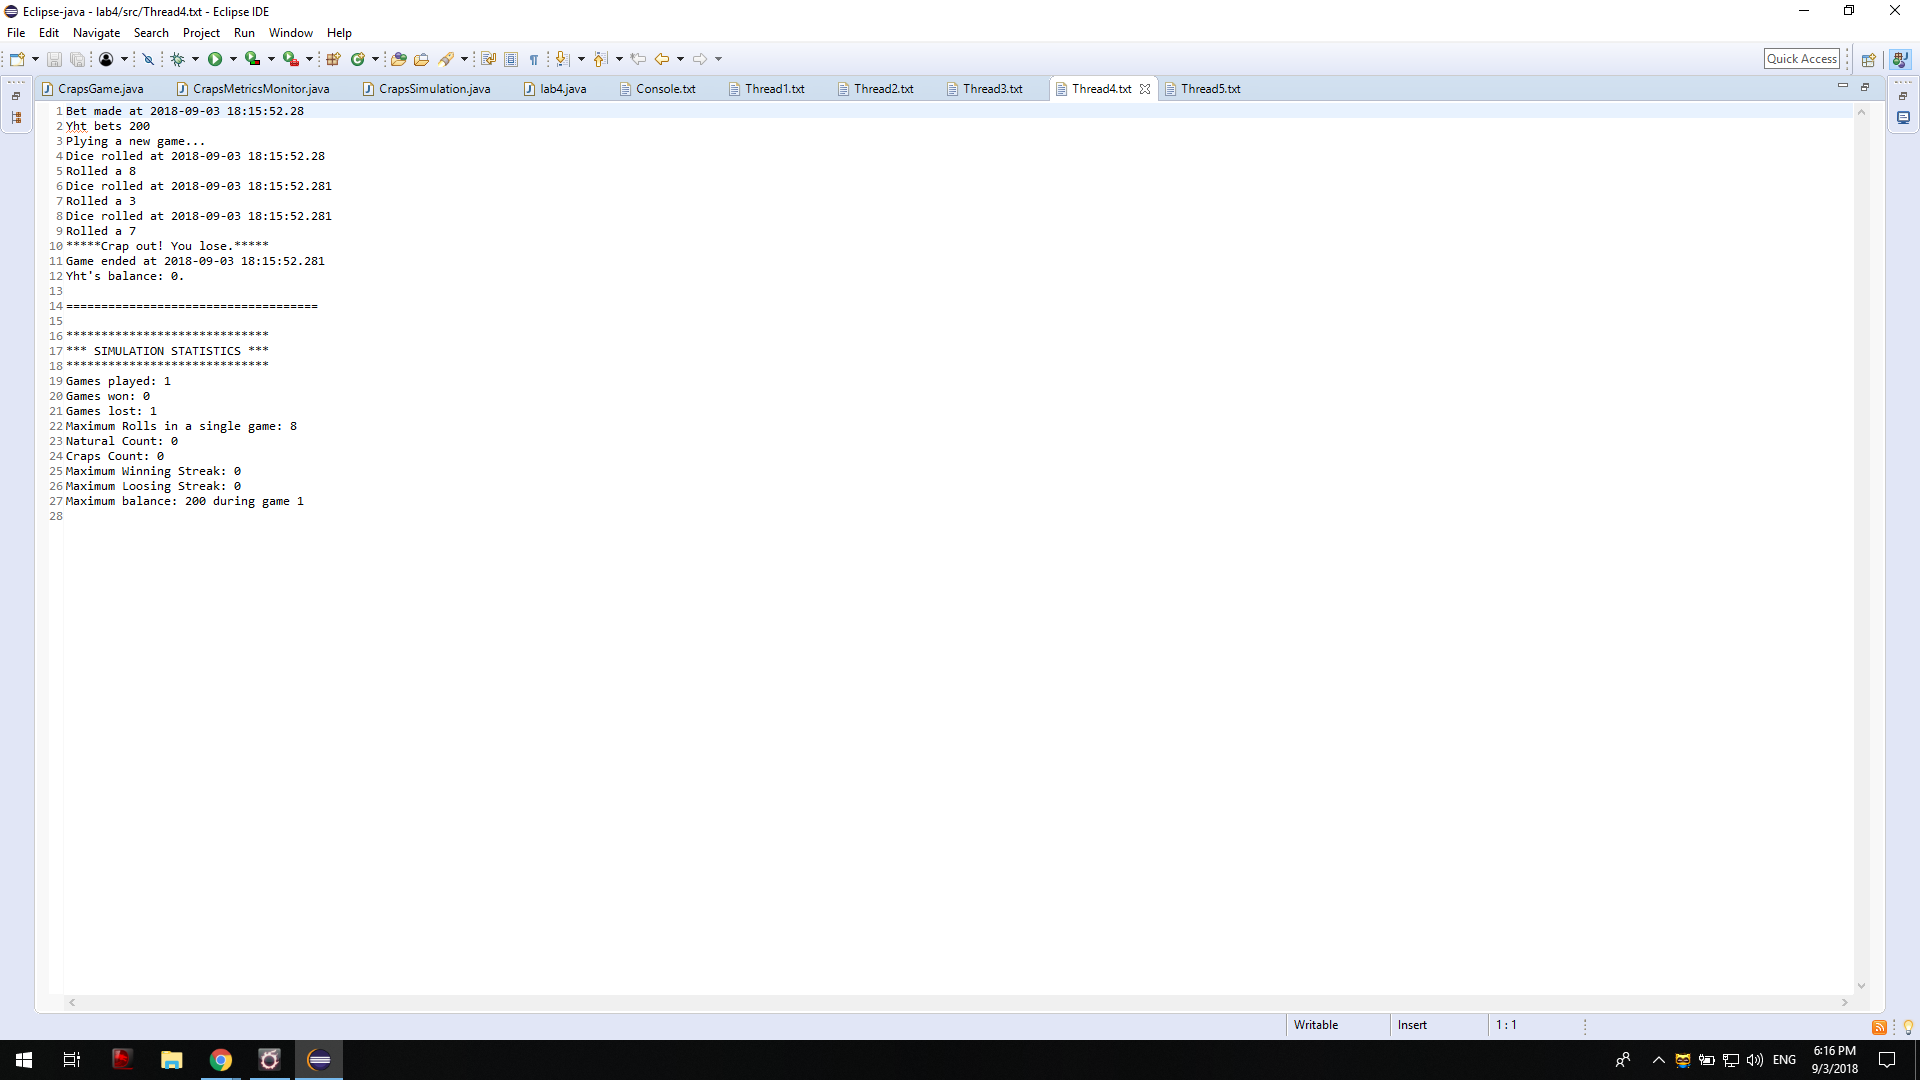 Eclipse-java - lab4/src/Thread4.txt - Eclipse IDE
File Edit Navigate Search Project Run Window Help
Quick Access
CrapsGame.java CrapsMetricsMonitor.java CrapsSimulation.java lab4.java Console.txt Thread1.txt Thread2.txt Thread3.txt Thread4.txt Thread5.txt
1 Bet made at 2018-09-03 18:15:52.28
2 Yht bets 200
3 Plying a new game...
4 Dice rolled at 2018-09-03 18:15:52.28
5 Rolled a 8
6 Dice rolled at 2018-09-03 18:15:52.281
7 Rolled a 3
8 Dice rolled at 2018-09-03 18:15:52.281
9 Rolled a 7
10 *****Crap out! You lose.*****
11 Game ended at 2018-09-03 18:15:52.281
12 Yht's balance: 0.
13
14 ====================================
15
16 *****************************
17 *** SIMULATION STATISTICS ***
18 *****************************
19 Games played: 1
20 Games won: 0
21 Games lost: 1
22 Maximum Rolls in a single game: 8
23 Natural Count: 0
24 Craps Count: 0
25 Maximum Winning Streak: 0
26 Maximum Loosing Streak: 0
27 Maximum balance: 200 during game 1
28
Writable Insert 1 : 1
ENG 6:16 PM
9/3/2018